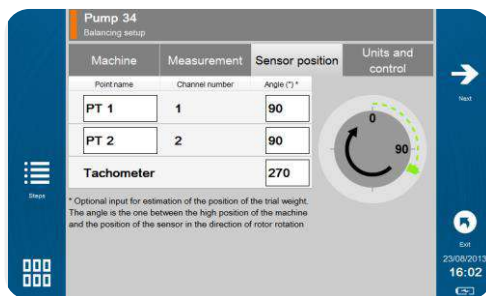 Pump 34
Balancing setup
Machine
Measurement
Sensor position
Units and
control
Next
Point name
Channel number
Angle (°) *
PT 1
1
90
PT 2
2
90
Tachometer
270
0
90
* Optional input for estimation of the position of the trial weight.
The angle is the one between the high position of the machine
and the position of the sensor in the direction of rotor rotation
Steps
Exit
23/08/2013
16:02